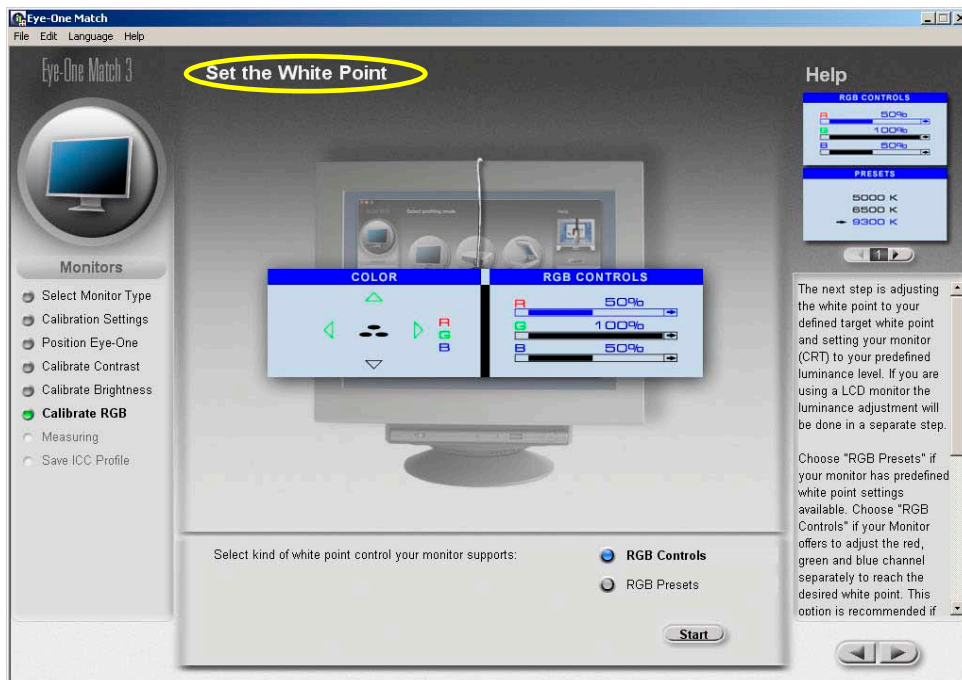 Eye-One Match
File Edit Language Help
Eye-One Match 3
Set the White Point
Help
Monitors
Select Monitor Type
Calibration Settings
Position Eye-One
Calibrate Contrast
Calibrate Brightness
Calibrate RGB
Measuring
Save ICC Profile
Select profiling mode
Help
COLOR
R
G
B
RGB CONTROLS
R 50%
G 100%
B 50%
Select kind of white point control your monitor supports:
RGB Controls
RGB Presets
Start
RGB CONTROLS
R 50%
G 100%
B 50%
PRESETS
5000 K
6500 K
9300 K
1
The next step is adjusting
the white point to your
defined target white point
and setting your monitor
(CRT) to your predefined
luminance level. If you are
using a LCD monitor the
luminance adjustment will
be done in a separate step.
Choose "RGB Presets" if
your monitor has predefined
white point settings
available. Choose "RGB
Controls" if your Monitor
offers to adjust the red,
green and blue channel
separately to reach the
desired white point. This
option is recommended if